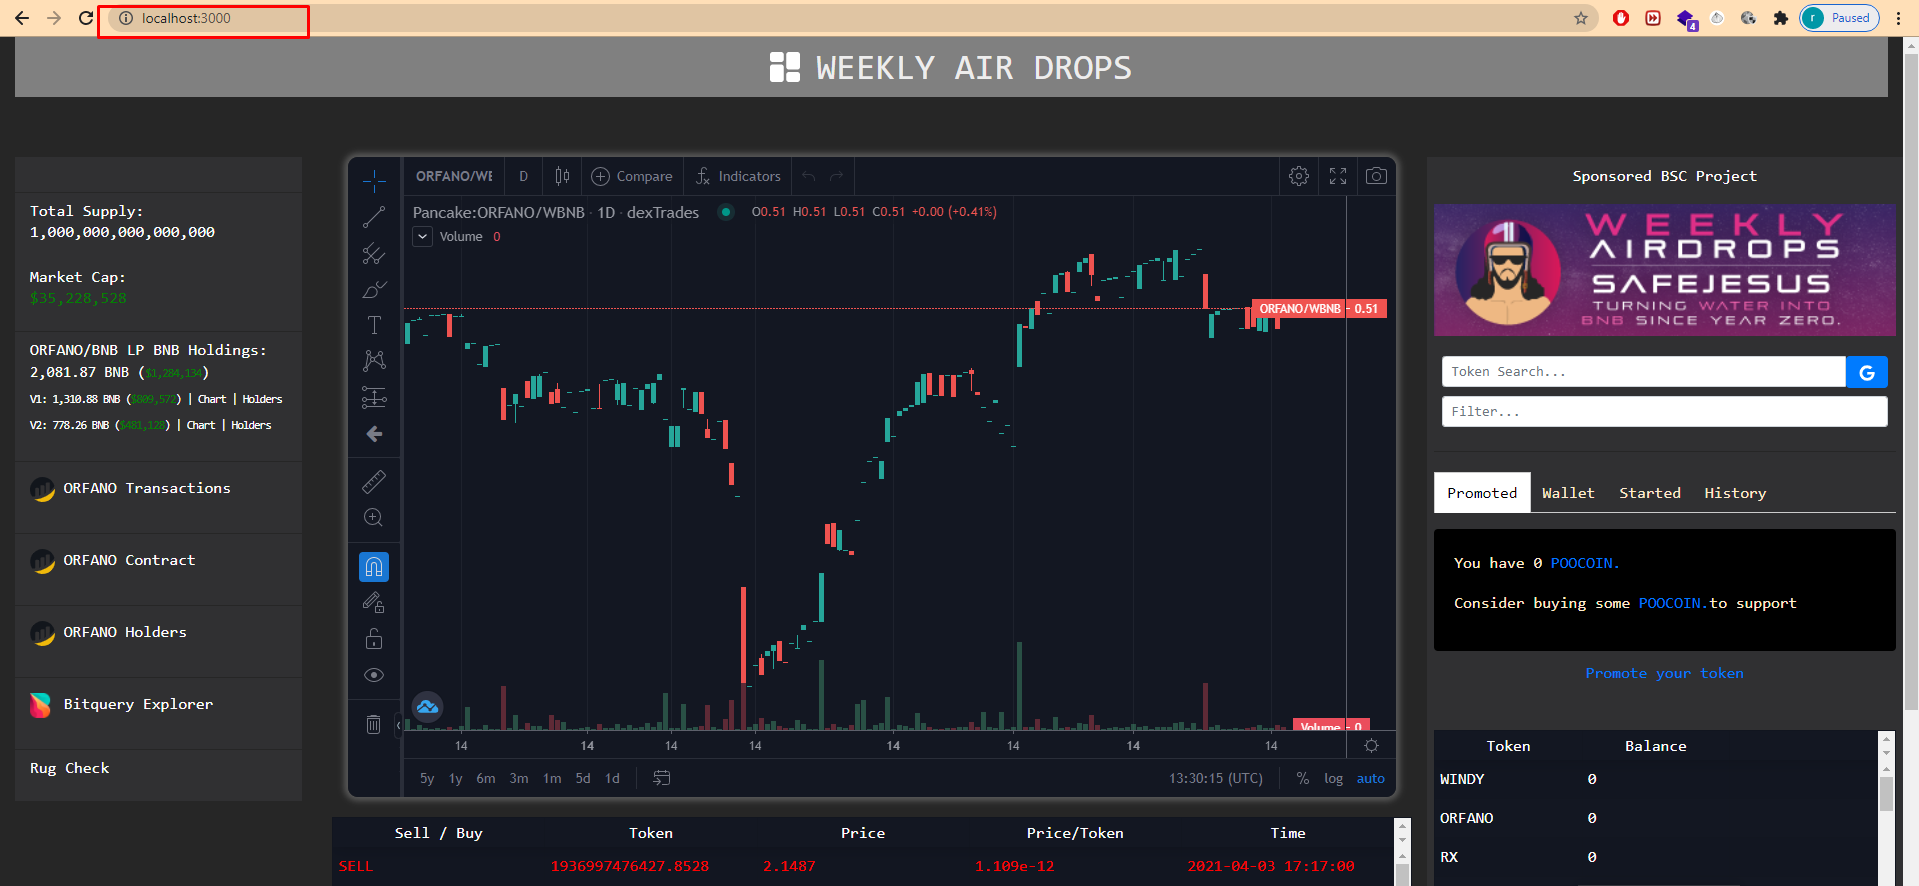 localhost:3000
4
r
Paused
WEEKLY AIR DROPS
Total Supply:
1,000,000,000,000,000
Market Cap:
$35,228,528
ORFANO/BNB LP BNB Holdings:
2,081.87 BNB ($1,284,134)
V1: 1,310.88 BNB ($809,572) | Chart | Holders
V2: 778.26 BNB ($481,128) | Chart | Holders
ORFANO Transactions
ORFANO Contract
ORFANO Holders
Bitquery Explorer
Rug Check
ORFANO/WE
D
Compare
Indicators
Pancake:ORFANO/WBNB · 1D · dexTrades
O0.51 H0.51 L0.51 C0.51 +0.00 (+0.41%)
Volume 0
ORFANO/WBNB - 0.51
Volume - 0
14 14 14 14 14 14 14 14
5y 1y 6m 3m 1m 5d 1d
13:30:15 (UTC)
% log auto
Sell / Buy Token Price Price/Token Time
SELL 1936997476427.8528 2.1487 1.109e-12 2021-04-03 17:17:00
Sponsored BSC Project
WEEKLY
AIRDROPS
SAFEJESUS
TURNING WATER INTO
BNB SINCE YEAR ZERO.
Token Search...
G
Filter...
Promoted Wallet Started History
You have 0 POOCOIN.
Consider buying some POOCOIN.to support
Promote your token
Token Balance
WINDY 0
ORFANO 0
RX 0